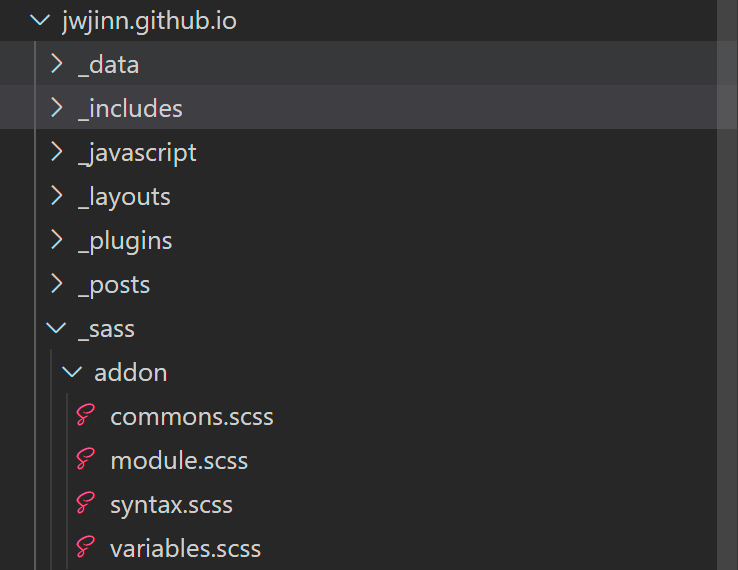 jwjinn.github.io
_data
_includes
_javascript
_layouts
_plugins
_posts
_sass
addon
commons.scss
module.scss
syntax.scss
variables.scss